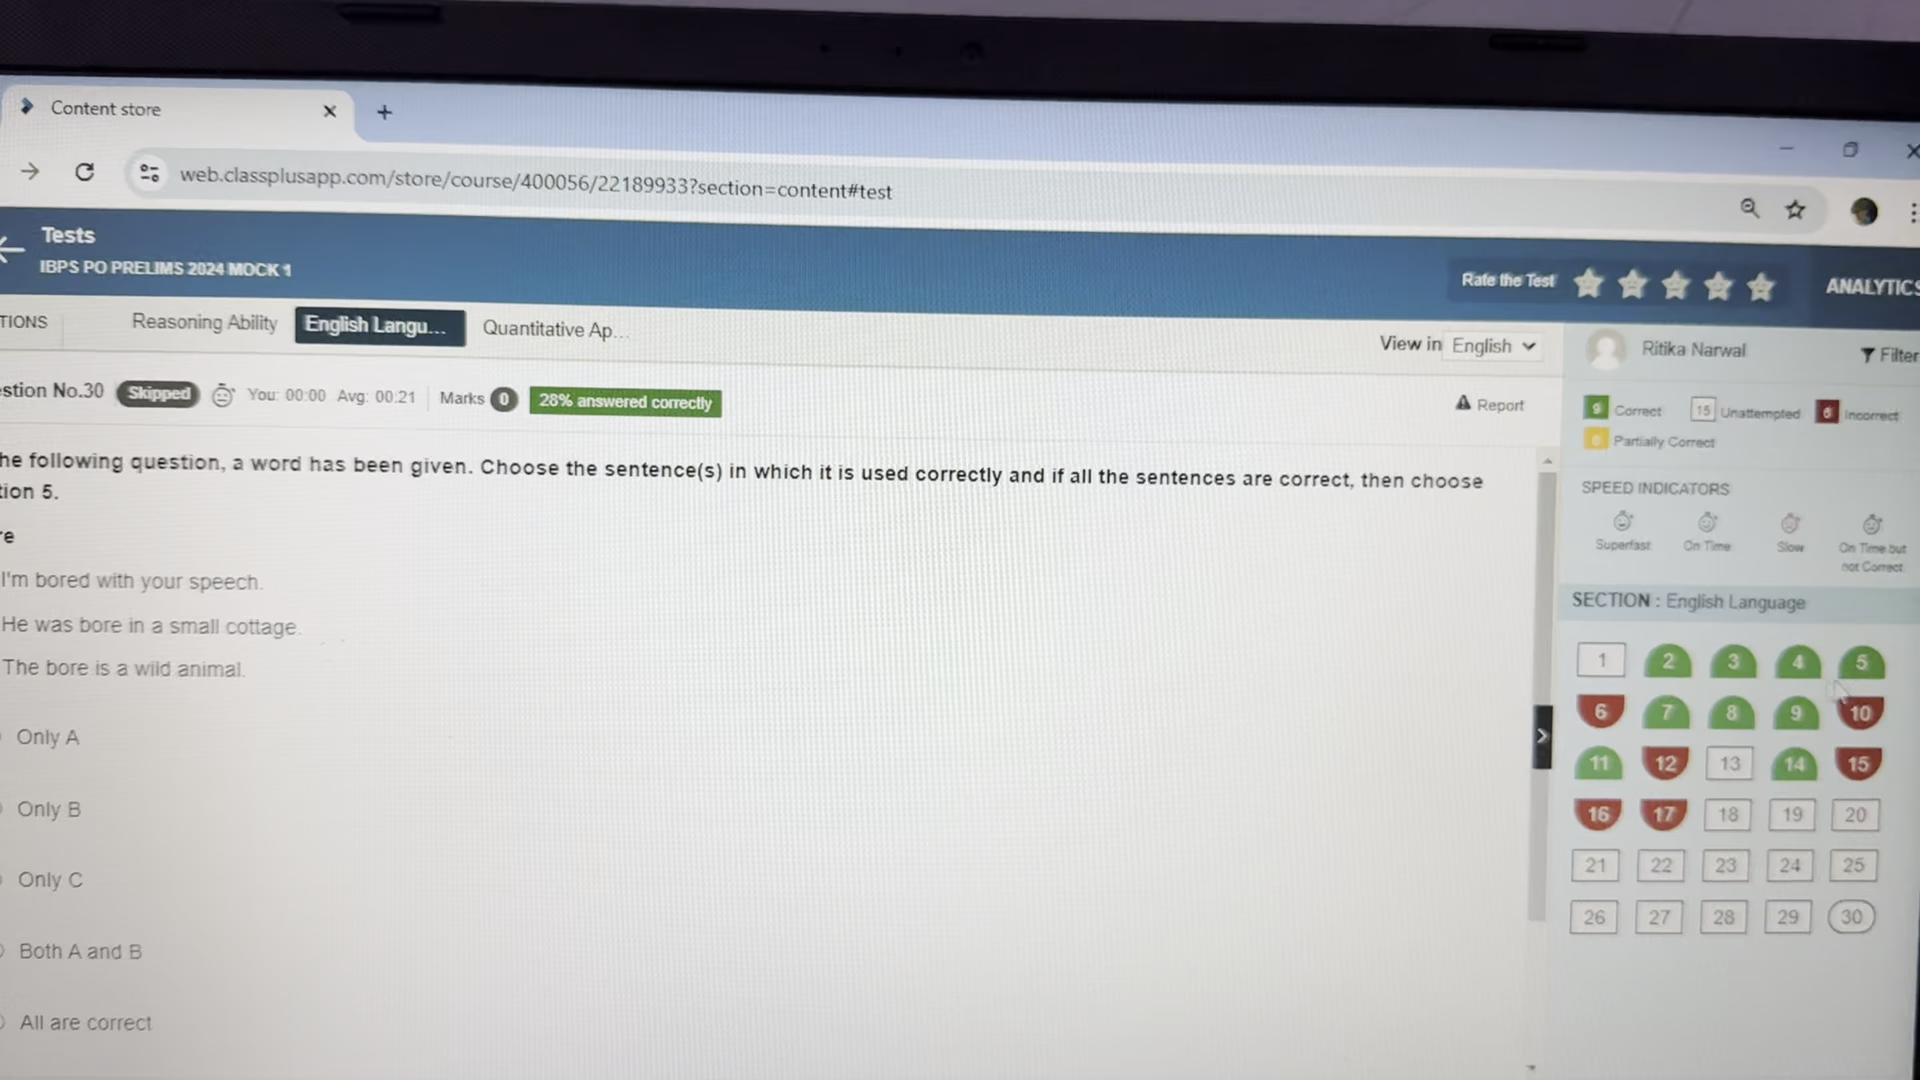 Content store
web.classplusapp.com/store/course/400056/22189933?section=content#test
Tests
IBPS PO PRELIMS 2024 MOCK 1
Rate the Test
ANALYTICS
TIONS
Reasoning Ability
English Langu...
Quantitative Ap...
View in English
Ritika Narwal
Filter
stion No.30 Skipped You: 00:00 Avg: 00:21 Marks 0 28% answered correctly
Report
9 Correct 15 Unattempted 6 Incorrect
0 Partially Correct
he following question, a word has been given. Choose the sentence(s) in which it is used correctly and if all the sentences are correct, then choose
tion 5.
re
I'm bored with your speech.
He was bore in a small cottage.
The bore is a wild animal.
Only A
Only B
Only C
Both A and B
All are correct
SPEED INDICATORS
Superfast On Time Slow On Time but
not Correct
SECTION : English Language
1 2 3 4 5
6 7 8 9 10
11 12 13 14 15
16 17 18 19 20
21 22 23 24 25
26 27 28 29 30